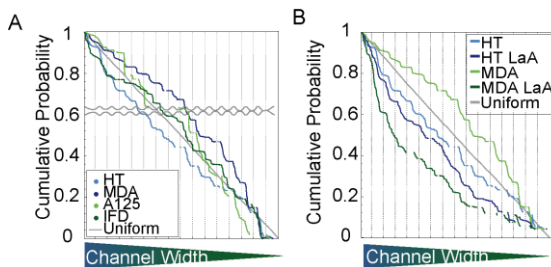 A
Cumulative Probability
1
0.8
0.6
0.4
0.2
0
HT
MDA
A125
IFD
Uniform
Channel Width
B
Cumulative Probability
1
0.8
0.6
0.4
0.2
0
HT
HT LaA
MDA
MDA LaA
Uniform
Channel Width